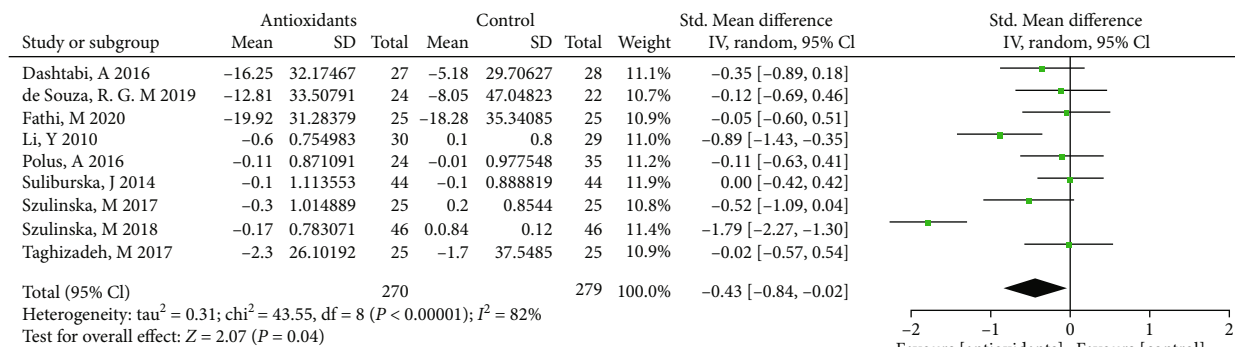 Antioxidants Control Std. Mean difference Std. Mean difference
Study or subgroup Mean SD Total Mean SD Total Weight IV, random, 95% Cl IV, random, 95% Cl
Dashtabi, A 2016 –16.25 32.17467 27 –5.18 29.70627 28 11.1% –0.35 [–0.89, 0.18]
de Souza, R. G. M 2019 –12.81 33.50791 24 –8.05 47.04823 22 10.7% –0.12 [–0.69, 0.46]
Fathi, M 2020 –19.92 31.28379 25 –18.28 35.34085 25 10.9% –0.05 [–0.60, 0.51]
Li, Y 2010 –0.6 0.754983 30 0.1 0.8 29 11.0% –0.89 [–1.43, –0.35]
Polus, A 2016 –0.11 0.871091 24 –0.01 0.977548 35 11.2% –0.11 [–0.63, 0.41]
Suliburska, J 2014 –0.1 1.113553 44 –0.1 0.888819 44 11.9% 0.00 [–0.42, 0.42]
Szulinska, M 2017 –0.3 1.014889 25 0.2 0.8544 25 10.8% –0.52 [–1.09, 0.04]
Szulinska, M 2018 –0.17 0.783071 46 0.0.84 0.12 46 11.4% –1.79 [–2.27, –1.30]
Taghizadeh, M 2017 –2.3 26.10192 25 –1.7 37.5485 25 10.9% –0.02 [–0.57, 0.54]
Total (95% Cl) 270 279 100.0% –0.43 [–0.84, –0.02]
Heterogeneity: tau² = 0.31; chi² = 43.55, df = 8 (P < 0.00001); I² = 82%
Test for overall effect: Z = 2.07 (P = 0.04)
–2 –1 0 1 2